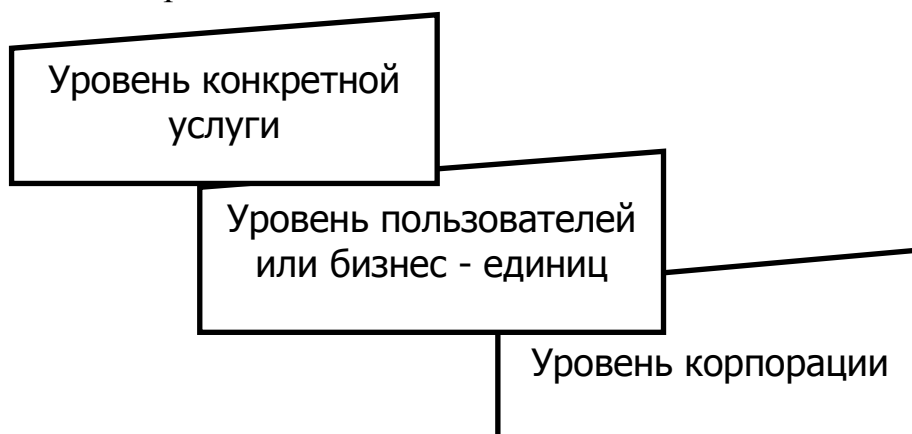 Уровень конкретной
услуги
Уровень пользователей
или бизнес - единиц
Уровень корпорации